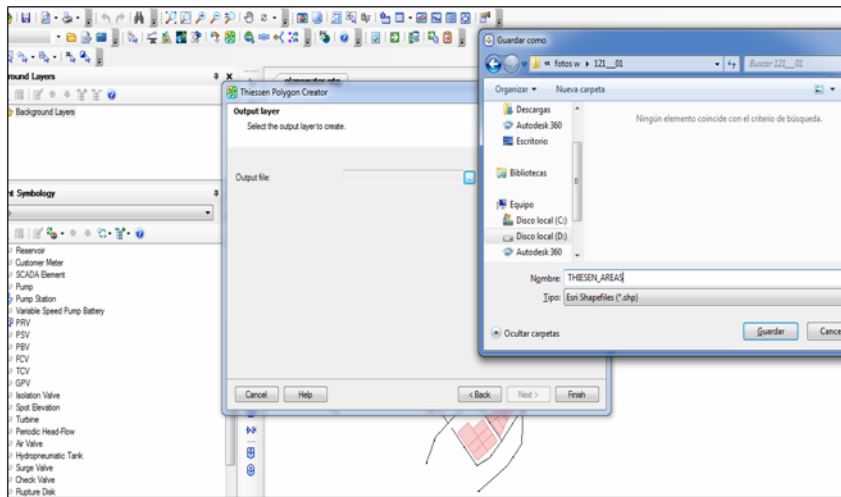 Guardar como
« fotos w ▸ 121__01
Buscar 121__01
Organizar
Nueva carpeta
Descargas
Autodesk 360
Escritorio
Bibliotecas
Equipo
Disco local (C:)
Disco local (D:)
Autodesk 360
Ningún elemento coincide con el criterio de búsqueda.
Nombre:
THIESEN_AREAS
Tipo:
Esri Shapefiles (*.shp)
Ocultar carpetas
Guardar
Cance
Thiessen Polygon Creator
Output layer
Select the output layer to create.
Output file:
...
Cancel
Help
< Back
Next >
Finish
round Layers
Background Layers
nt Symbology
Reservoir
Customer Meter
SCADA Element
Pump
Pump Station
Variable Speed Pump Battery
PRV
PSV
PBV
FCV
TCV
GPV
Isolation Valve
Spot Elevation
Turbine
Periodic Head-Flow
Air Valve
Hydropneumatic Tank
Surge Valve
Check Valve
Rupture Disk